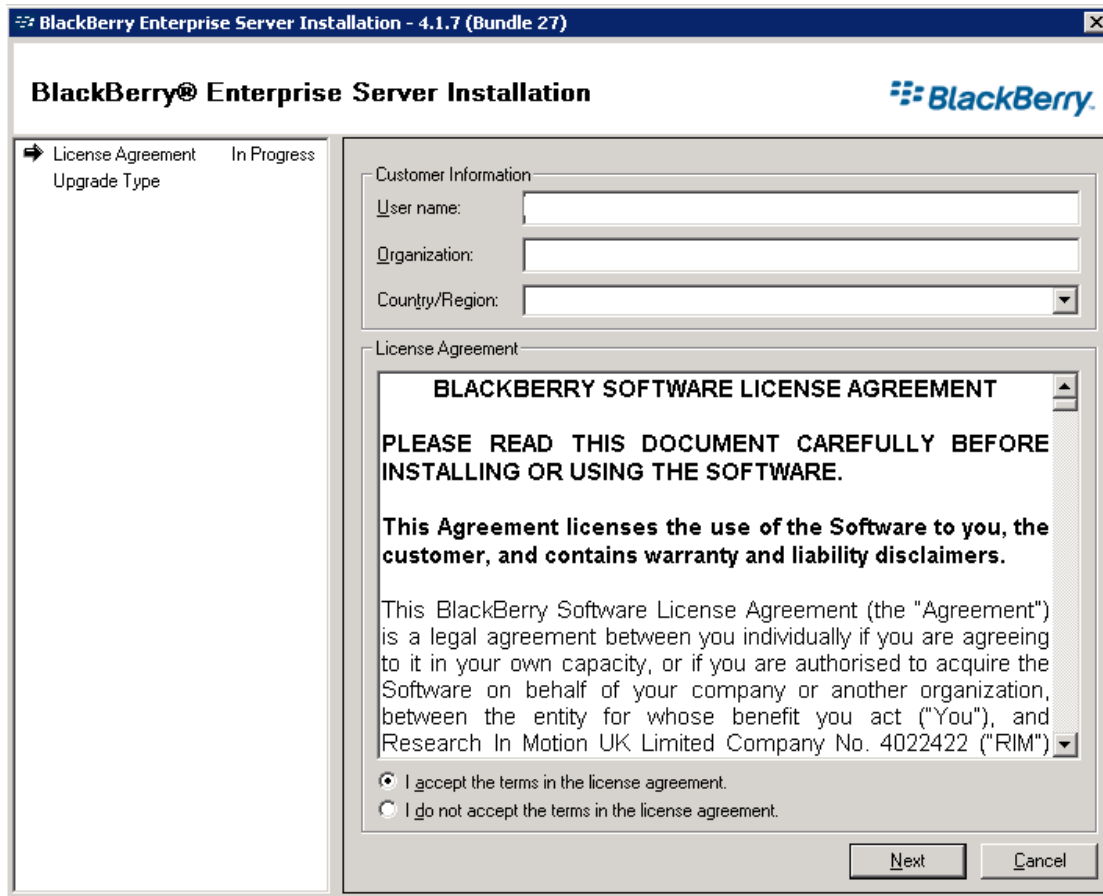 BlackBerry Enterprise Server Installation - 4.1.7 (Bundle 27)
BlackBerry® Enterprise Server Installation
BlackBerry.
License Agreement In Progress
Upgrade Type
Customer Information
User name:
Organization:
Country/Region:
License Agreement
BLACKBERRY SOFTWARE LICENSE AGREEMENT
PLEASE READ THIS DOCUMENT CAREFULLY BEFORE
INSTALLING OR USING THE SOFTWARE.
This Agreement licenses the use of the Software to you, the
customer, and contains warranty and liability disclaimers.
This BlackBerry Software License Agreement (the "Agreement")
is a legal agreement between you individually if you are agreeing
to it in your own capacity, or if you are authorised to acquire the
Software on behalf of your company or another organization,
between the entity for whose benefit you act ("You"), and
Research In Motion UK Limited Company No. 4022422 ("RIM")
I accept the terms in the license agreement.
I do not accept the terms in the license agreement.
Next Cancel